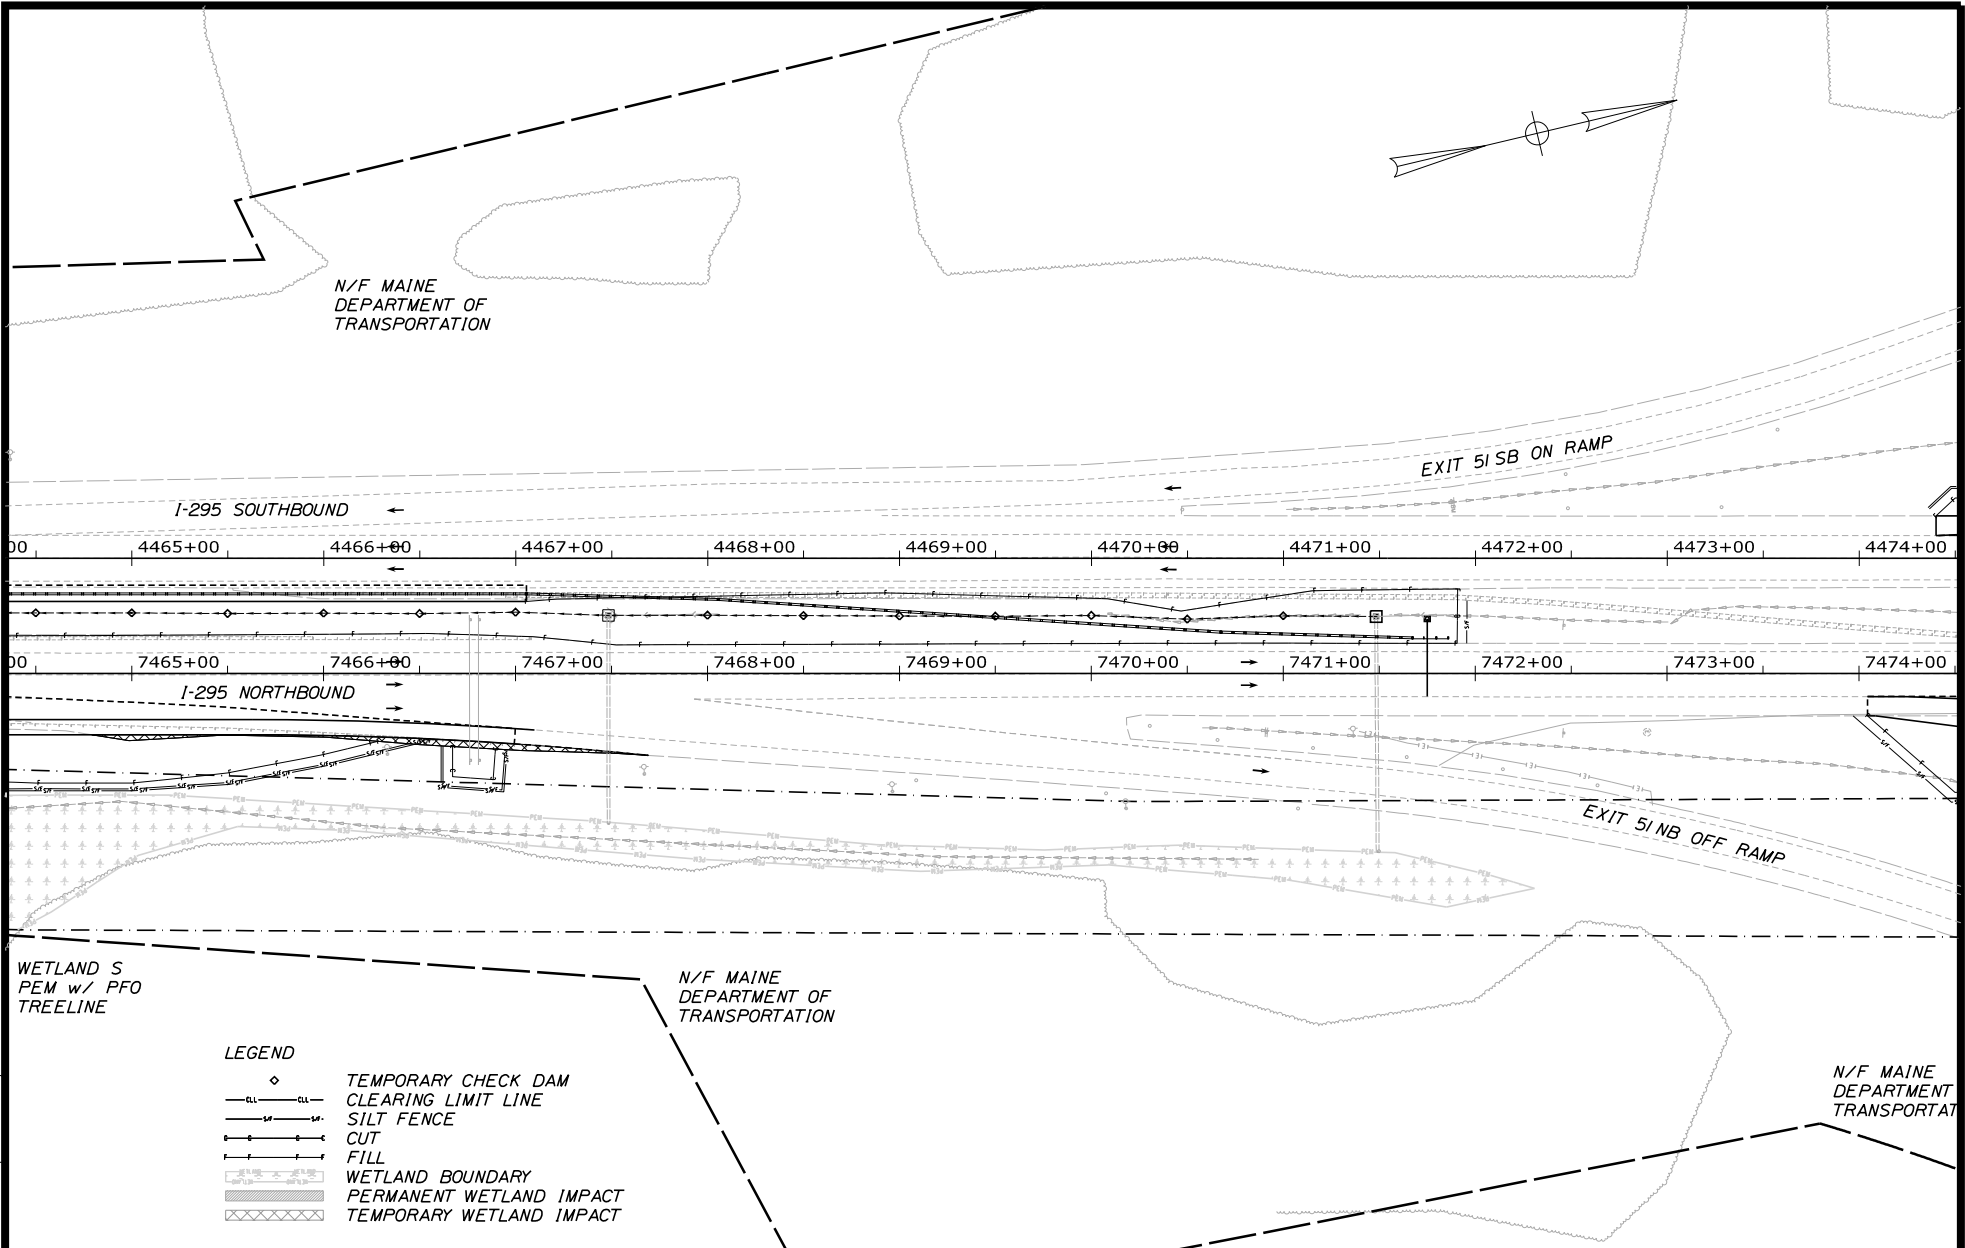 N/F MAINE
DEPARTMENT OF
TRANSPORTATION
EXIT 51 SB ON RAMP
I-295 SOUTHBOUND
00 4465+00 4466+00 4467+00 4468+00 4469+00 4470+00 4471+00 4472+00 4473+00 4474+00
00 7465+00 7466+00 7467+00 7468+00 7469+00 7470+00 7471+00 7472+00 7473+00 7474+00
I-295 NORTHBOUND
EXIT 51 NB OFF RAMP
WETLAND S
PEM w/ PFO
TREELINE
N/F MAINE
DEPARTMENT OF
TRANSPORTATION
LEGEND
TEMPORARY CHECK DAM
CLL CLL CLEARING LIMIT LINE
SILT FENCE
CUT
FILL
WETLAND BOUNDARY
PERMANENT WETLAND IMPACT
TEMPORARY WETLAND IMPACT
N/F MAINE
DEPARTMENT
TRANSPORTAT